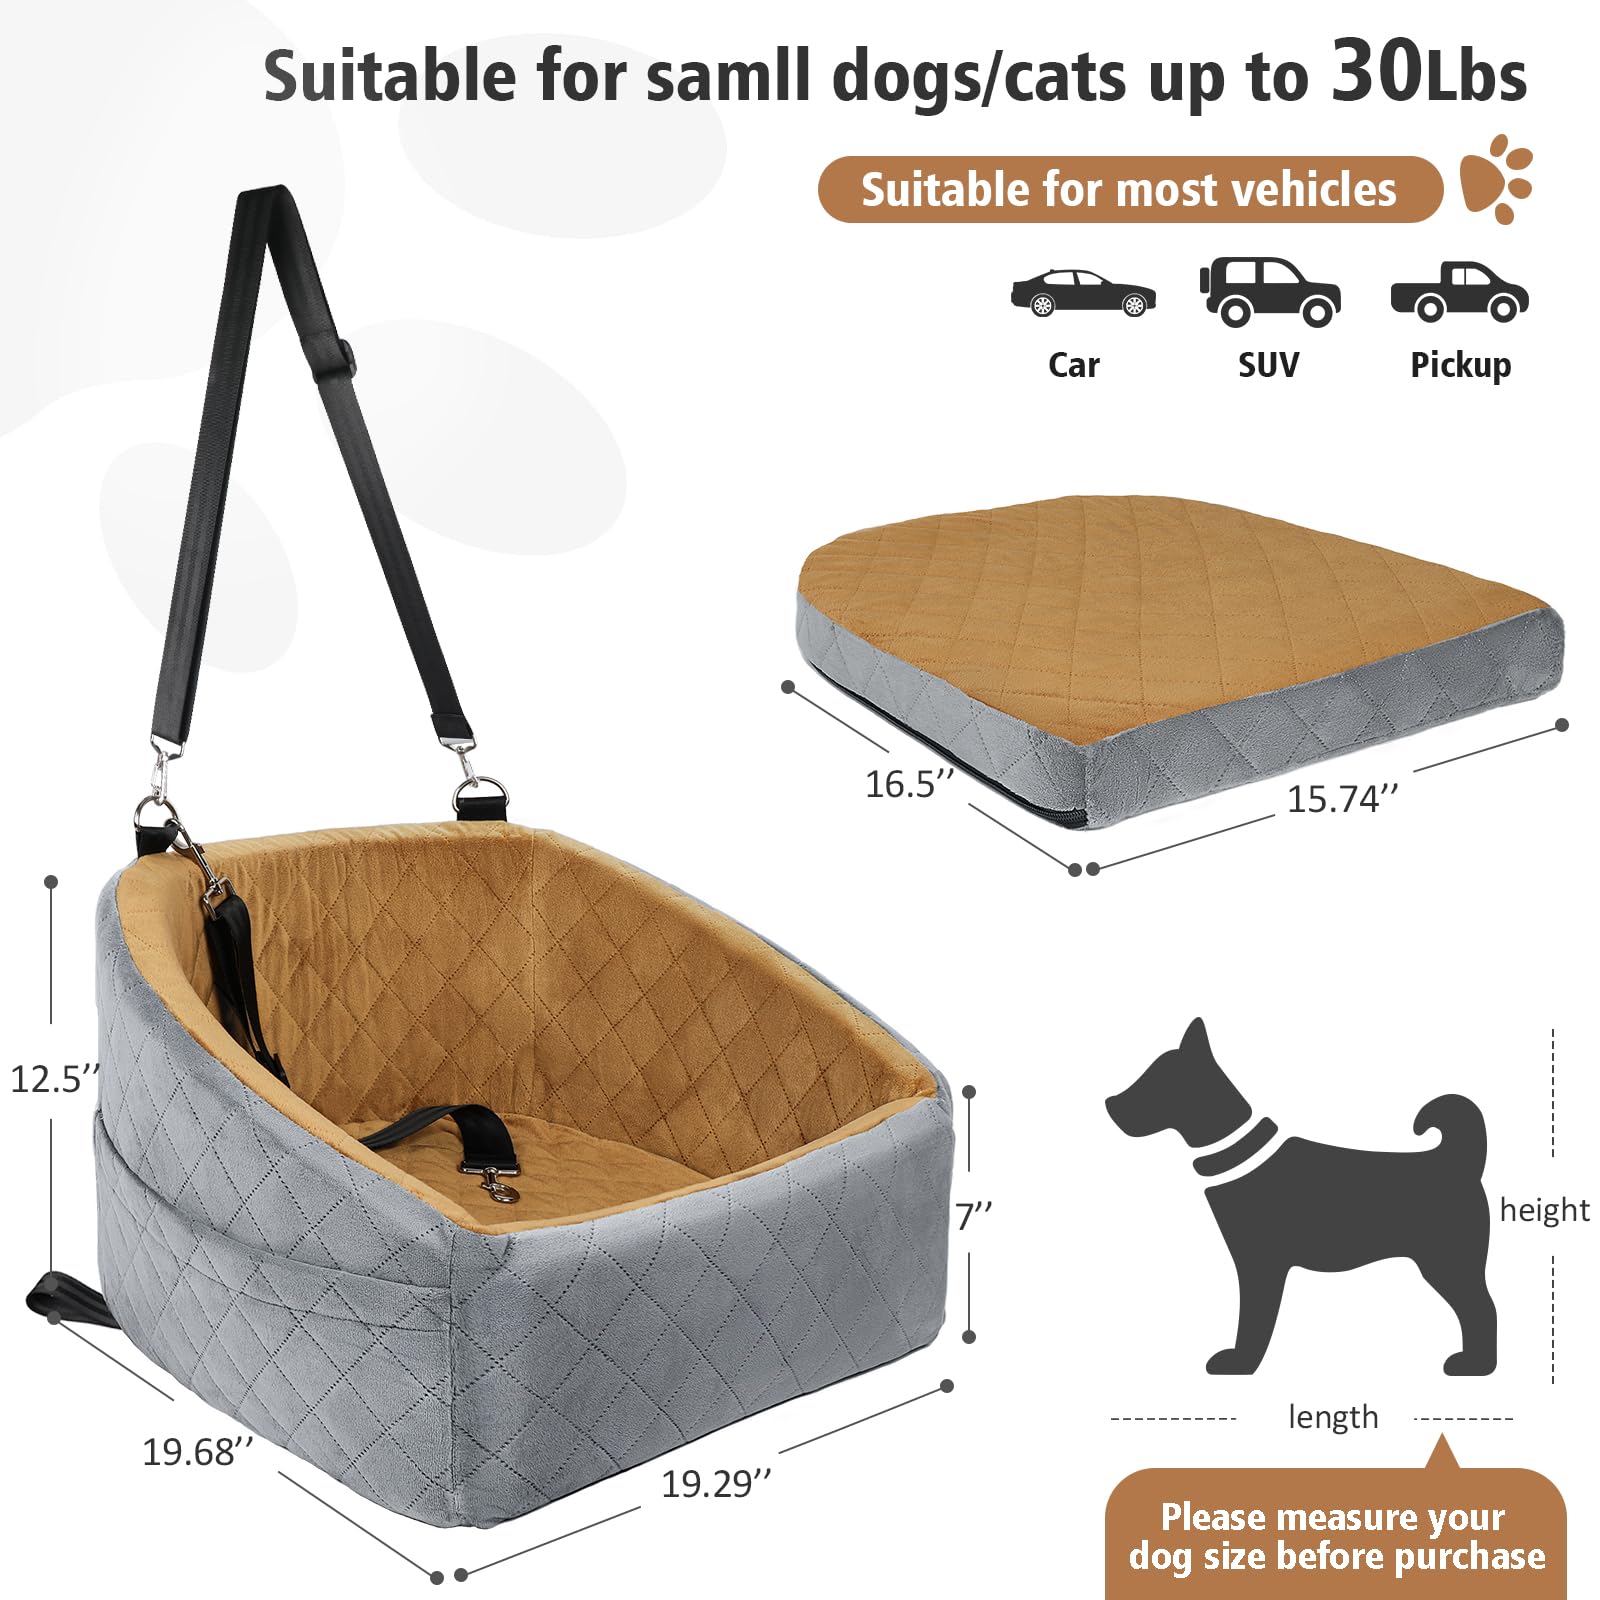 Suitable for samll dogs/cats up to 30Lbs
Suitable for most vehicles
Car
SUV
Pickup
16.5’’
15.74’’
12.5’’
7’’
19.68’’
19.29’’
height
length
Please measure your
dog size before purchase